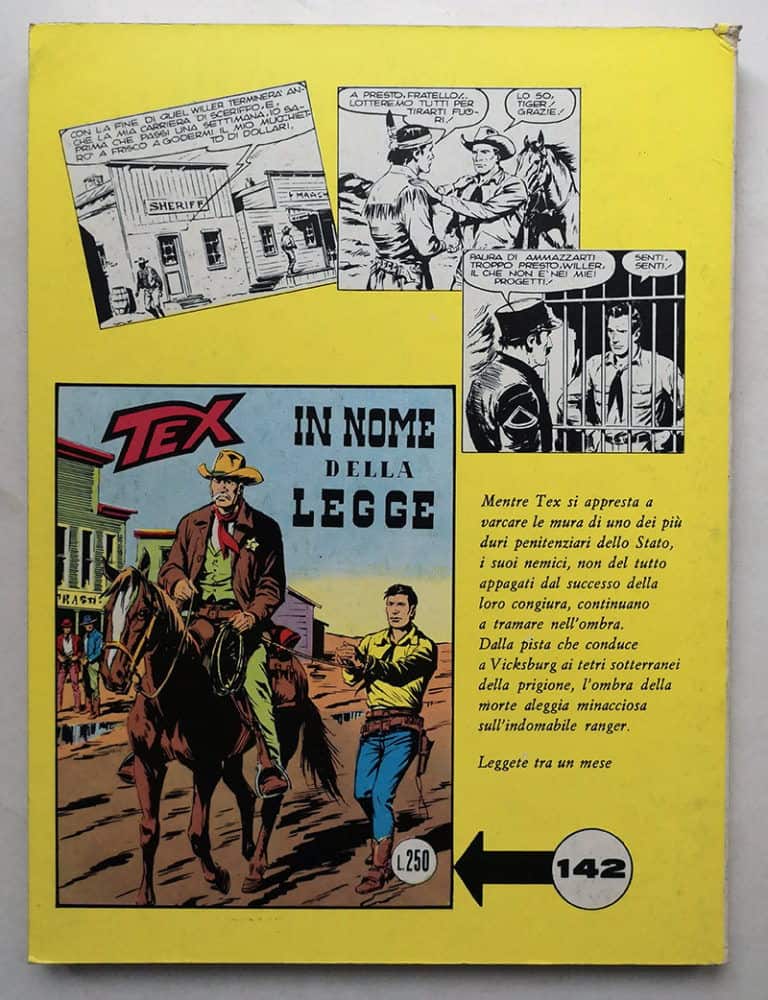 CON LA FINE DI QUEL WILLER TERMINERÀ AN-
CHE LA MIA CARRIERA DI SCERIFFO, E,
PRIMA CHE PASSI UNA SETTIMANA, IO SA-
RO' A FRISCO A GODERMI IL MIO MUCCHIET-
TO DI DOLLARI.
SHERIFF
A PRESTO, FRATELLO!..
LOTTEREMO TUTTI PER
TIRARTI FUO-
RI!
LO SO,
TIGER!
GRAZIE!
PAURA DI AMMAZZARTI
TROPPO PRESTO, WILLER,
IL CHE NON E' NEI MIEI
PROGETTI!
SENTI,
SENTI!
TEX
IN NOME
DELLA
LEGGE
L.250
Mentre Tex si appresta a
varcare le mura di uno dei più
duri penitenziari dello Stato,
i suoi nemici, non del tutto
appagati dal successo della
loro congiura, continuano
a tramare nell'ombra.
Dalla pista che conduce
a Vicksburg ai tetri sotterranei
della prigione, l'ombra della
morte aleggia minacciosa
sull'indomabile ranger.
Leggete tra un mese
142